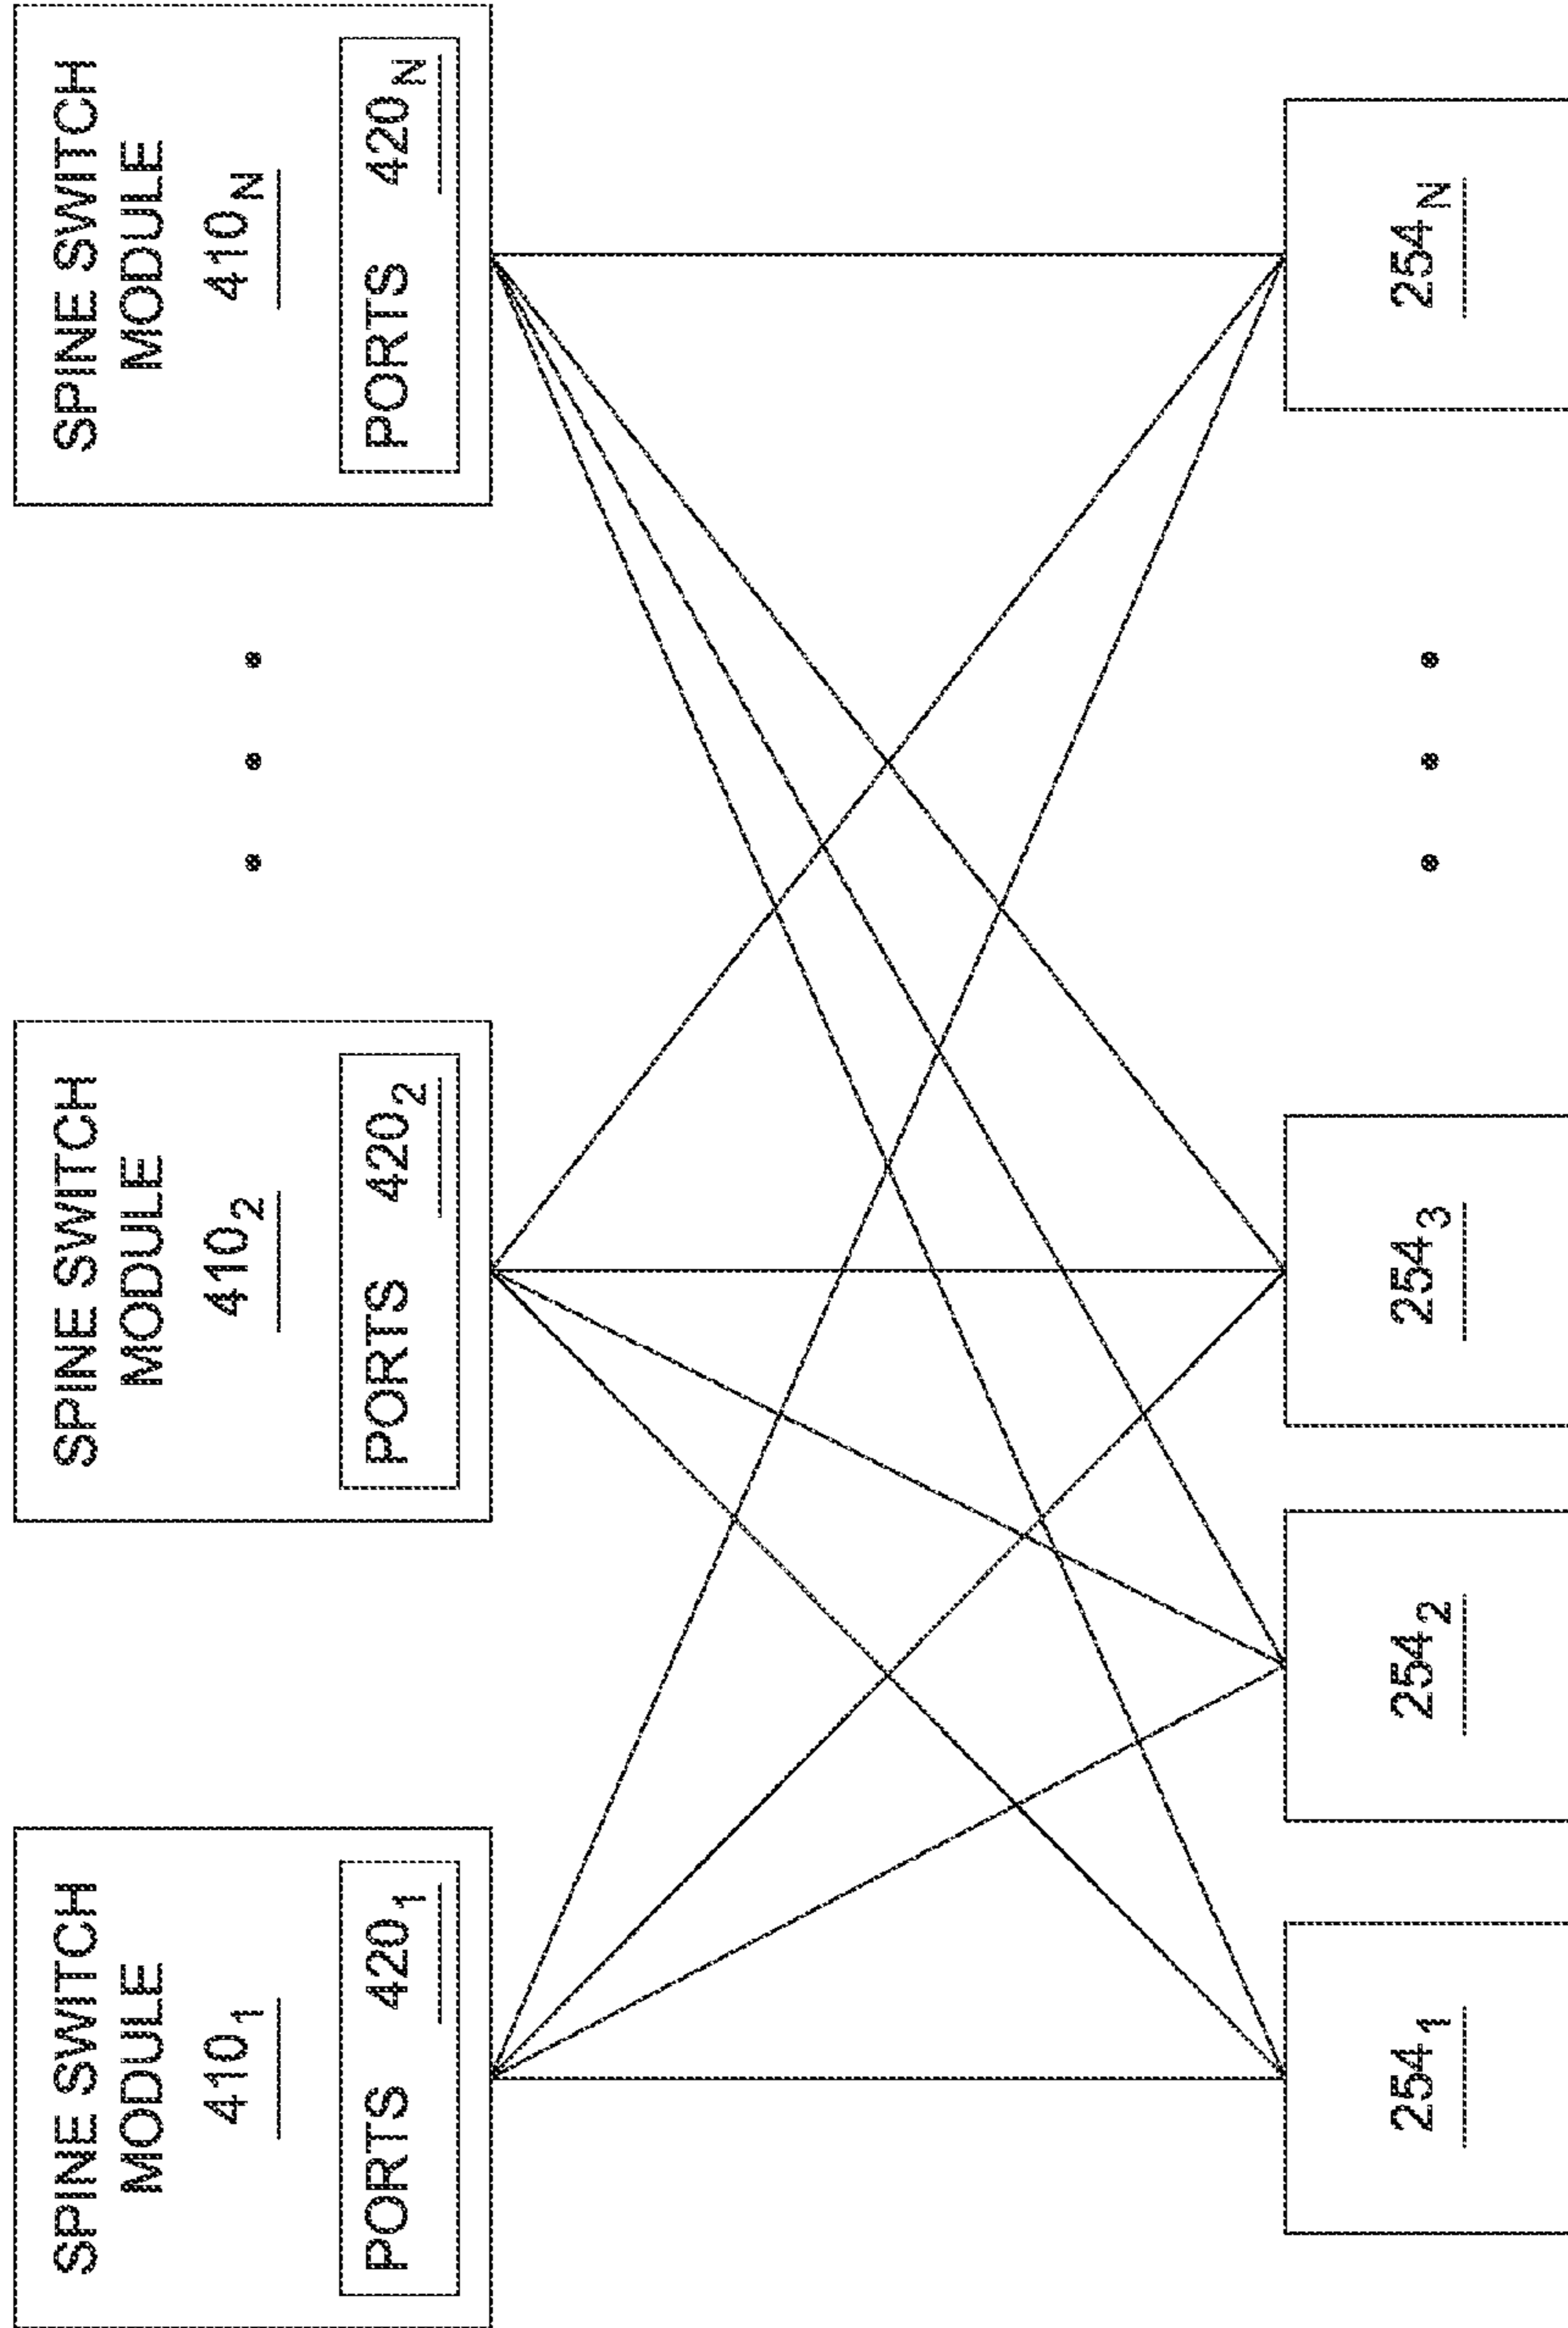 SPINE SWITCH
MODULE
410₁
PORTS 420₁
SPINE SWITCH
MODULE
410₂
PORTS 420₂
SPINE SWITCH
MODULE
410N
PORTS 420N
254₁
254₂
254₃
254N